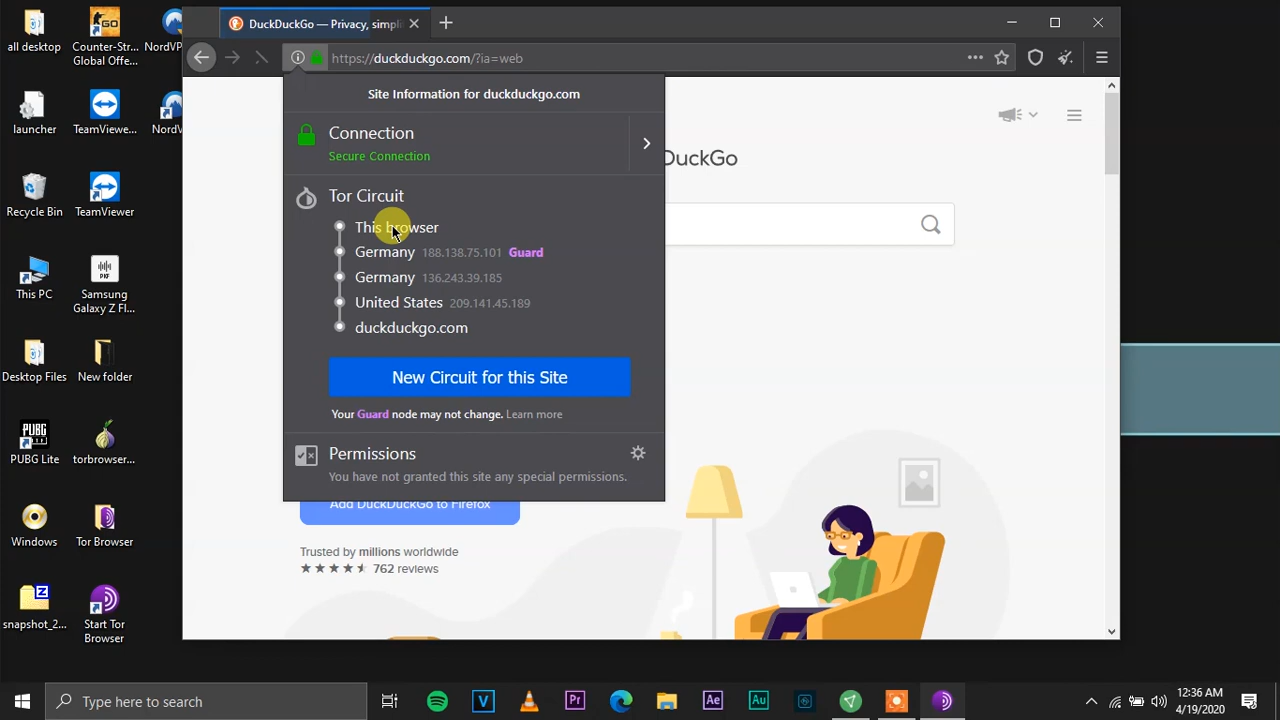 all desktop
Counter-Str...
Global Offe...
NordVP
launcher
TeamViewe...
NordV
Recycle Bin
TeamViewer
This PC
Samsung
Galaxy Z Fl...
Desktop Files
New folder
PUBG Lite
torbrowser...
Windows
Tor Browser
snapshot_2...
Start Tor
Browser
DuckDuckGo — Privacy, simpli
https://duckduckgo.com/?ia=web
Site Information for duckduckgo.com
Connection
Secure Connection
Tor Circuit
This browser
Germany 188.138.75.101 Guard
Germany 136.243.39.185
United States 209.141.45.189
duckduckgo.com
New Circuit for this Site
Your Guard node may not change. Learn more
Permissions
You have not granted this site any special permissions.
DuckGo
Add DuckDuckGo to Firefox
Trusted by millions worldwide
762 reviews
Type here to search
12:36 AM
4/19/2020